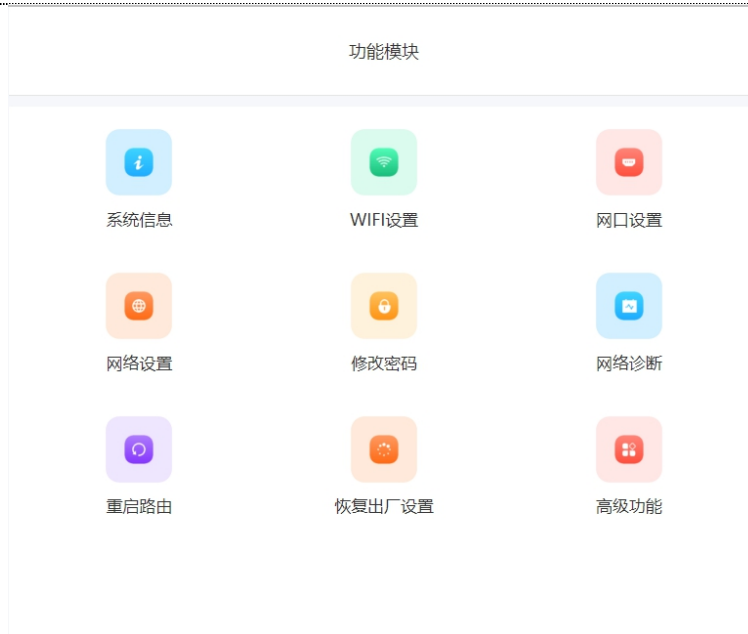 功能模块
系统信息
WIFI设置
网口设置
网络设置
修改密码
网络诊断
重启路由
恢复出厂设置
高级功能